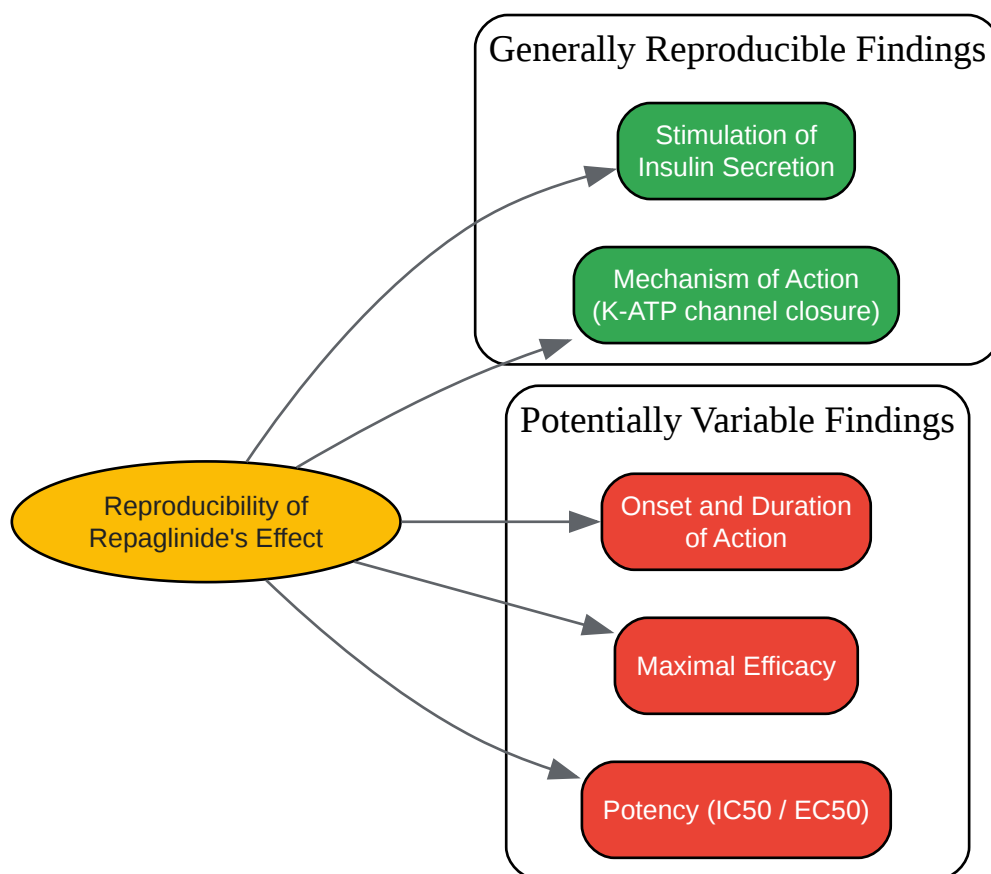 Generally Reproducible Findings
Stimulation of
Insulin Secretion
Mechanism of Action
(K-ATP channel closure)
Potentially Variable Findings
Reproducibility of
Repaglinide's Effect
Onset and Duration
of Action
Maximal Efficacy
Potency (IC50 / EC50)